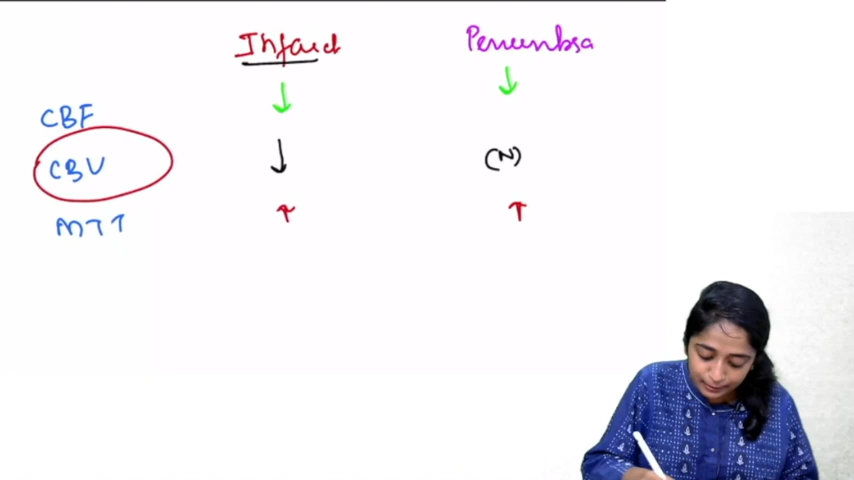 Infarct Penumbra
CBF ↓ ↓
CBV ↓ (N)
MTT ↑ ↑ ↑